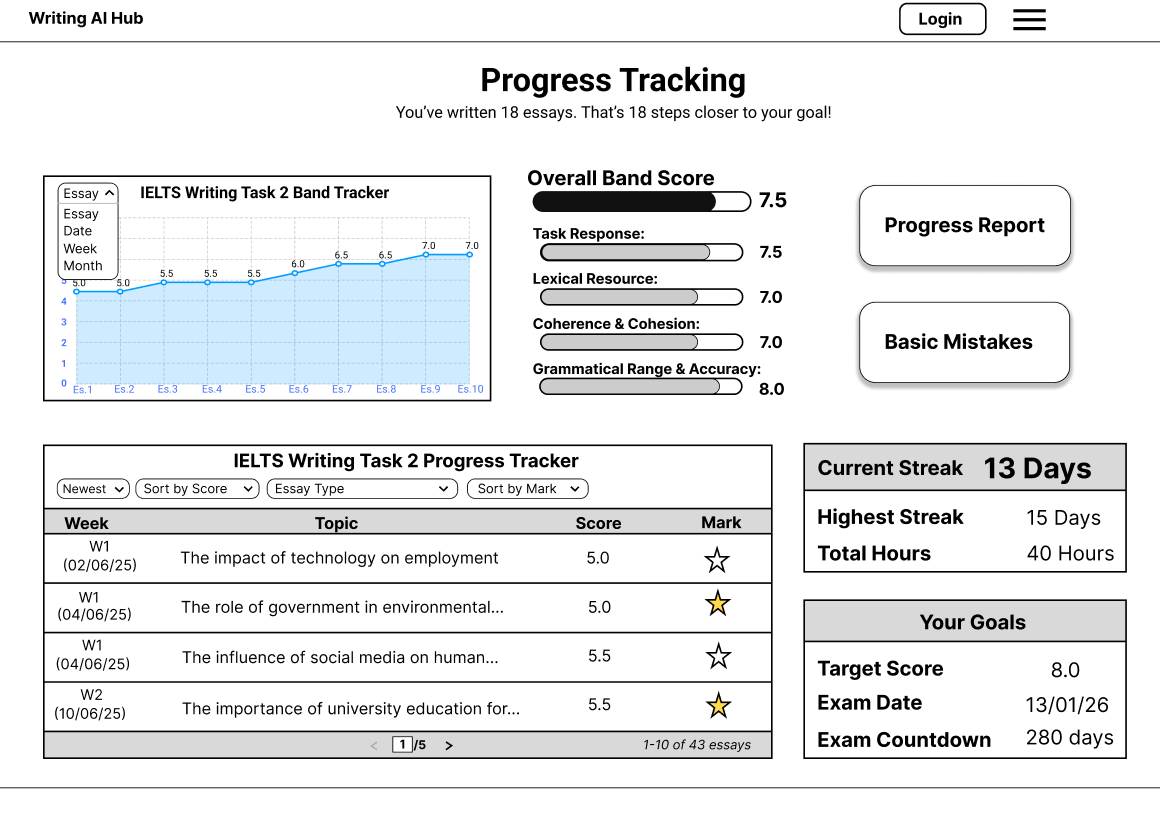 Writing AI Hub
Login
Progress Tracking
You’ve written 18 essays. That’s 18 steps closer to your goal!
Essay
Essay
Date
Week
Month
IELTS Writing Task 2 Band Tracker
5.0 5.0 5.5 5.5 5.5 6.0 6.5 6.5 7.0 7.0
5
4
3
2
1
0
Es.1 Es.2 Es.3 Es.4 Es.5 Es.6 Es.7 Es.8 Es.9 Es.10
Overall Band Score
7.5
Task Response:
7.5
Lexical Resource:
7.0
Coherence & Cohesion:
7.0
Grammatical Range & Accuracy:
8.0
Progress Report
Basic Mistakes
IELTS Writing Task 2 Progress Tracker
Newest Sort by Score Essay Type Sort by Mark
Week Topic Score Mark
W1
(02/06/25)
The impact of technology on employment 5.0
W1
(04/06/25)
The role of government in environmental... 5.0
W1
(04/06/25)
The influence of social media on human... 5.5
W2
(10/06/25)
The importance of university education for... 5.5
< 1 /5 >
1-10 of 43 essays
Current Streak 13 Days
Highest Streak 15 Days
Total Hours 40 Hours
Your Goals
Target Score 8.0
Exam Date 13/01/26
Exam Countdown 280 days